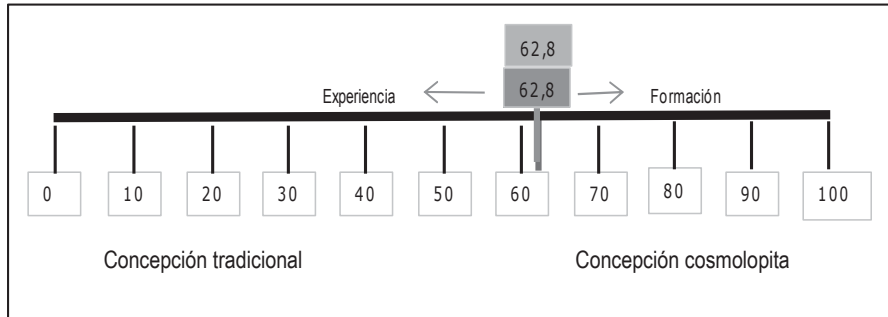 62,8
62,8
Experiencia
Formación
0 10 20 30 40 50 60 70 80 90 100
Concepción tradicional
Concepción cosmolopita